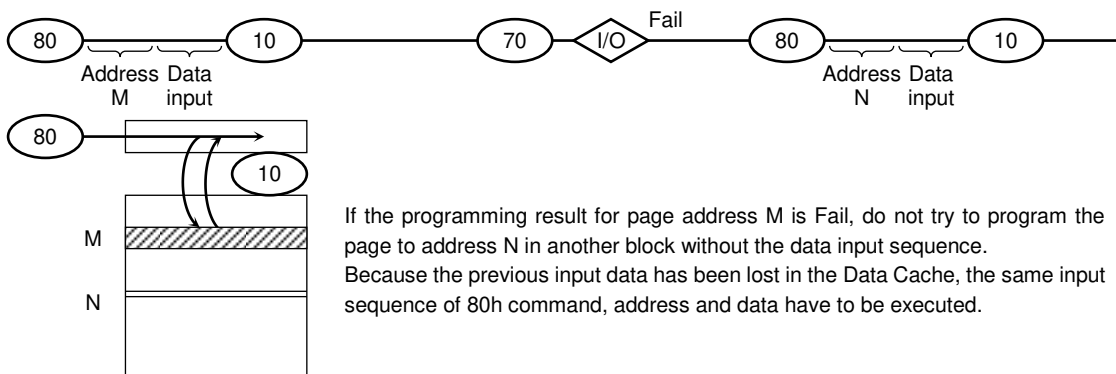 Fail
80 10 70 I/O 80 10
Address Data Address Data
M input N input
80
10
If the programming result for page address M is Fail, do not try to program the
M
page to address N in another block without the data input sequence.
Because the previous input data has been lost in the Data Cache, the same input
N
sequence of 80h command, address and data have to be executed.